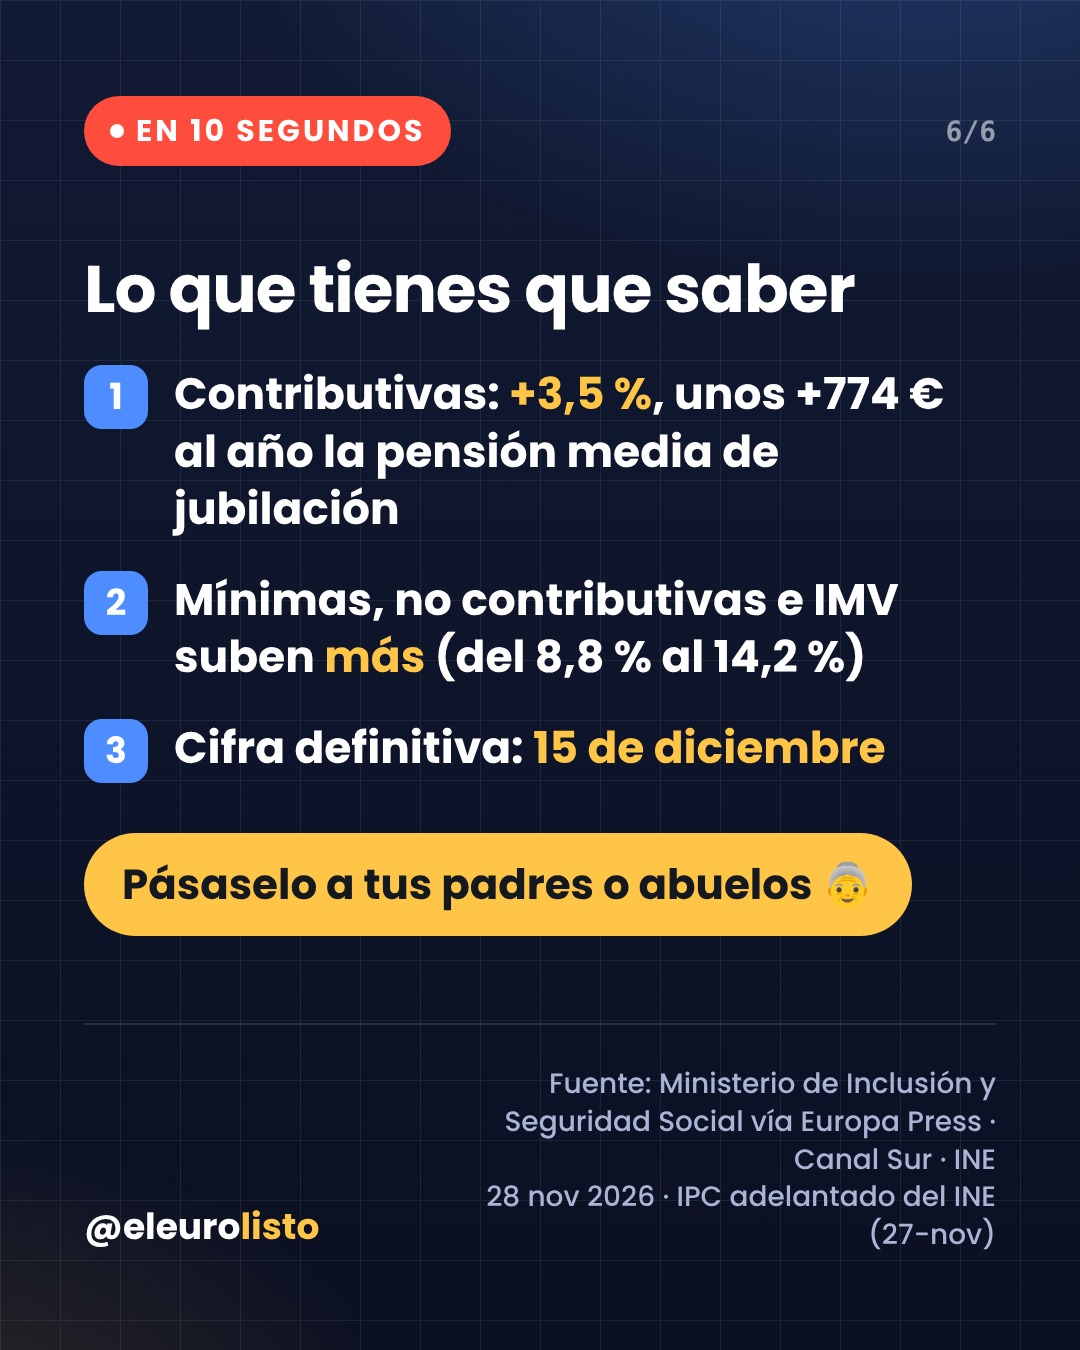 EN 10 SEGUNDOS
6/6
Lo que tienes que saber
1
Contributivas: +3,5 %, unos +774 €
al año la pensión media de
jubilación
2
Mínimas, no contributivas e IMV
suben más (del 8,8 % al 14,2 %)
3
Cifra definitiva: 15 de diciembre
Pásaselo a tus padres o abuelos 👵
Fuente: Ministerio de Inclusión y
Seguridad Social vía Europa Press ·
Canal Sur · INE
28 nov 2026 · IPC adelantado del INE
(27-nov)
@eleurolisto